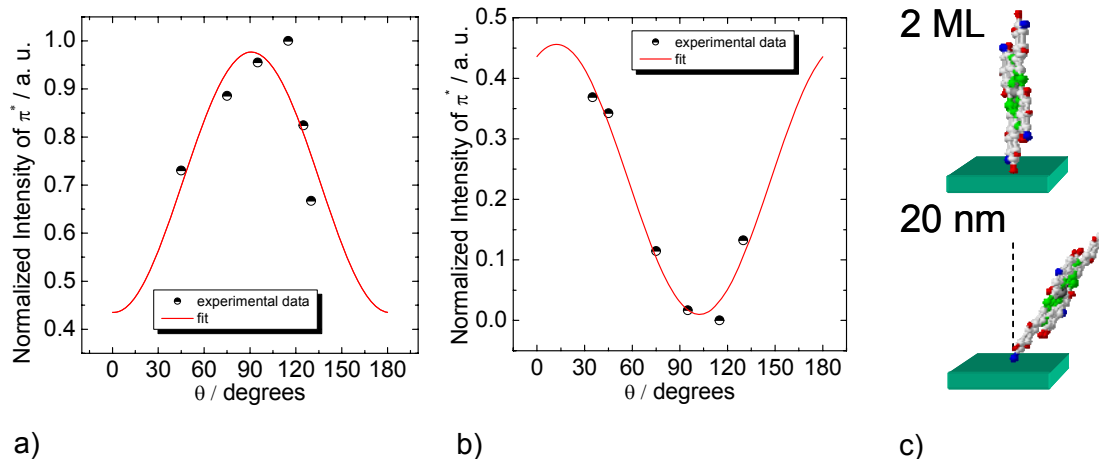 Normalized Intensity of π* / a. u.
1.0
0.9
0.8
0.7
0.6
0.5
0.4
experimental data
fit
0 30 60 90 120 150 180
θ / degrees
a)
Normalized Intensity of π* / a. u.
0.5
0.4
0.3
0.2
0.1
0.0
experimental data
fit
0 30 60 90 120 150 180
θ / degrees
b)
2 ML
20 nm
c)